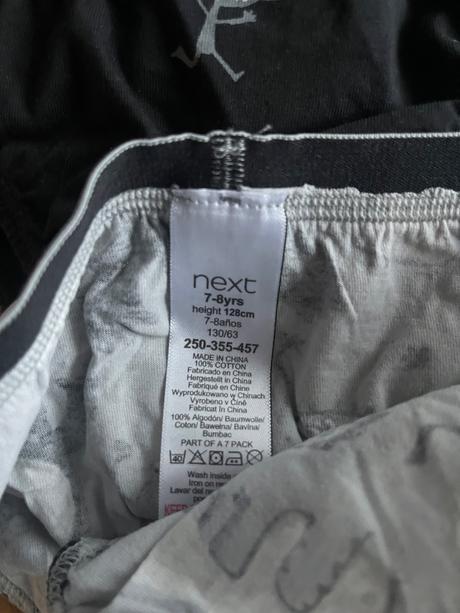 next
7-8yrs
height 128cm
7-8años
130/63
250-355-457
MADE IN CHINA
100% COTTON
Fabricado en China
Hergestellt in China
Fabriqué en Chine
Wyprodukowano w Chinach
Vyrobeno v Číně
Fabricat în China
100% Algodón/ Baumwolle/
Coton/ Bawełna/ Bavlna/
Bumbac
PART OF A 7 PACK
40
Wash inside
Iron on re
Lavar del re